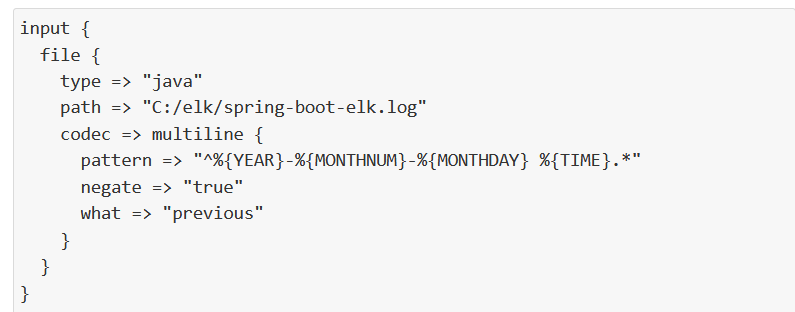 input {
  file {
    type => "java"
    path => "C:/elk/spring-boot-elk.log"
    codec => multiline {
      pattern => "^%{YEAR}-%{MONTHNUM}-%{MONTHDAY} %{TIME}.*"
      negate => "true"
      what => "previous"
    }
  }
}